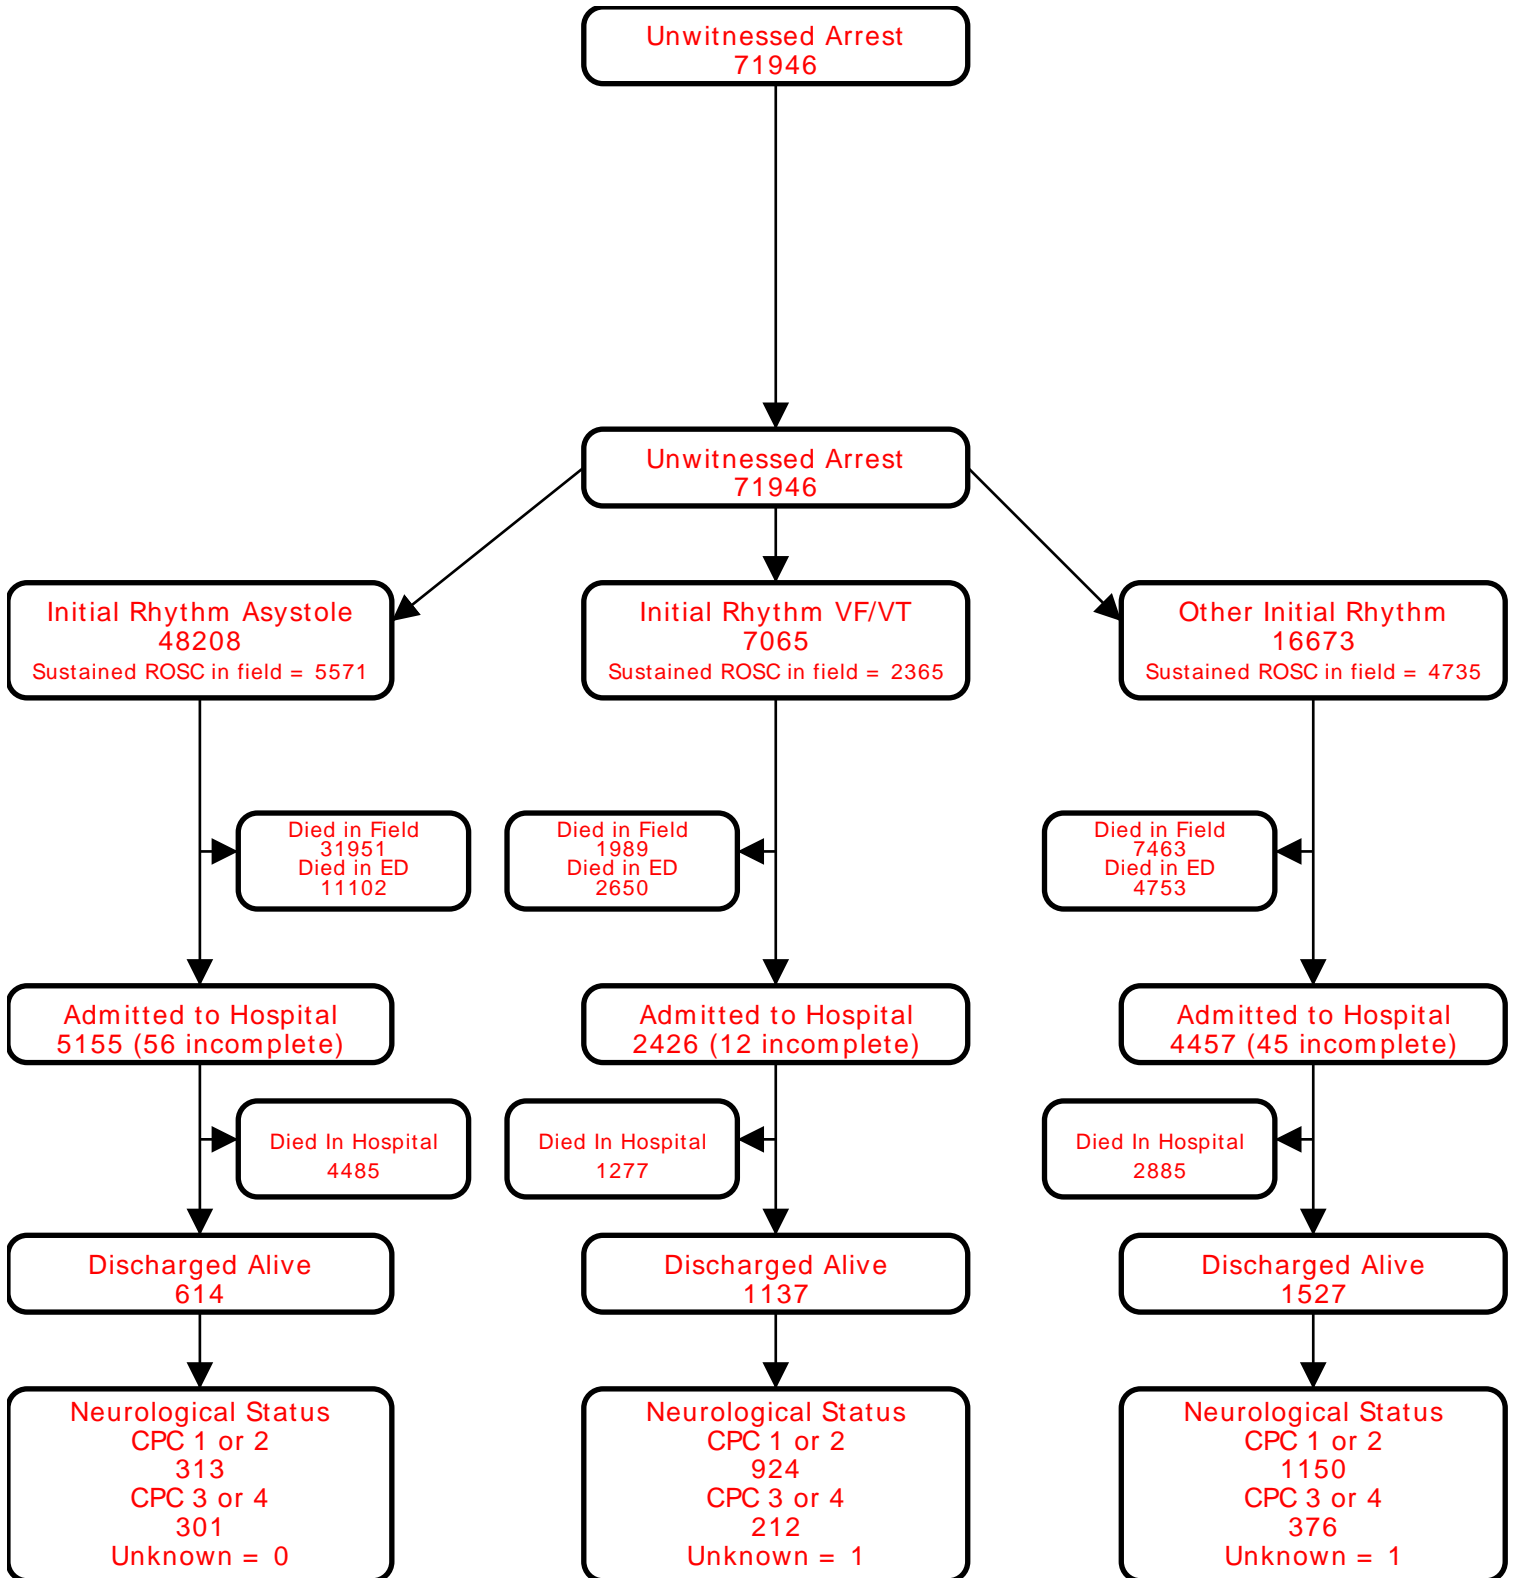 Unwitnessed Arrest
71946
Unwitnessed Arrest
71946
Initial Rhythm Asystole
48208
Sustained ROSC in field = 5571
Initial Rhythm VF/VT
7065
Sustained ROSC in field = 2365
Other Initial Rhythm
16673
Sustained ROSC in field = 4735
Died in Field
31951
Died in ED
11102
Died in Field
1989
Died in ED
2650
Died in Field
7463
Died in ED
4753
Admitted to Hospital
5155 (56 incomplete)
Admitted to Hospital
2426 (12 incomplete)
Admitted to Hospital
4457 (45 incomplete)
Died In Hospital
4485
Died In Hospital
1277
Died In Hospital
2885
Discharged Alive
614
Discharged Alive
1137
Discharged Alive
1527
Neurological Status
CPC 1 or 2
313
CPC 3 or 4
301
Unknown = 0
Neurological Status
CPC 1 or 2
924
CPC 3 or 4
212
Unknown = 1
Neurological Status
CPC 1 or 2
1150
CPC 3 or 4
376
Unknown = 1